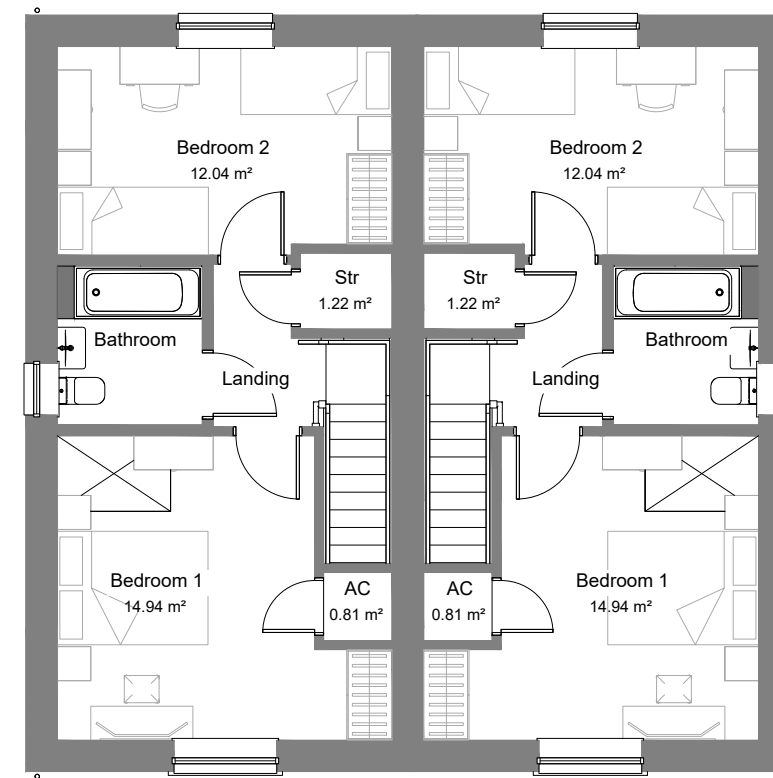 Bedroom 2
12.04 m²
Bedroom 2
12.04 m²
Str
1.22 m²
Str
1.22 m²
Bathroom
Bathroom
Landing
Landing
Bedroom 1
14.94 m²
AC
0.81 m²
AC
0.81 m²
Bedroom 1
14.94 m²